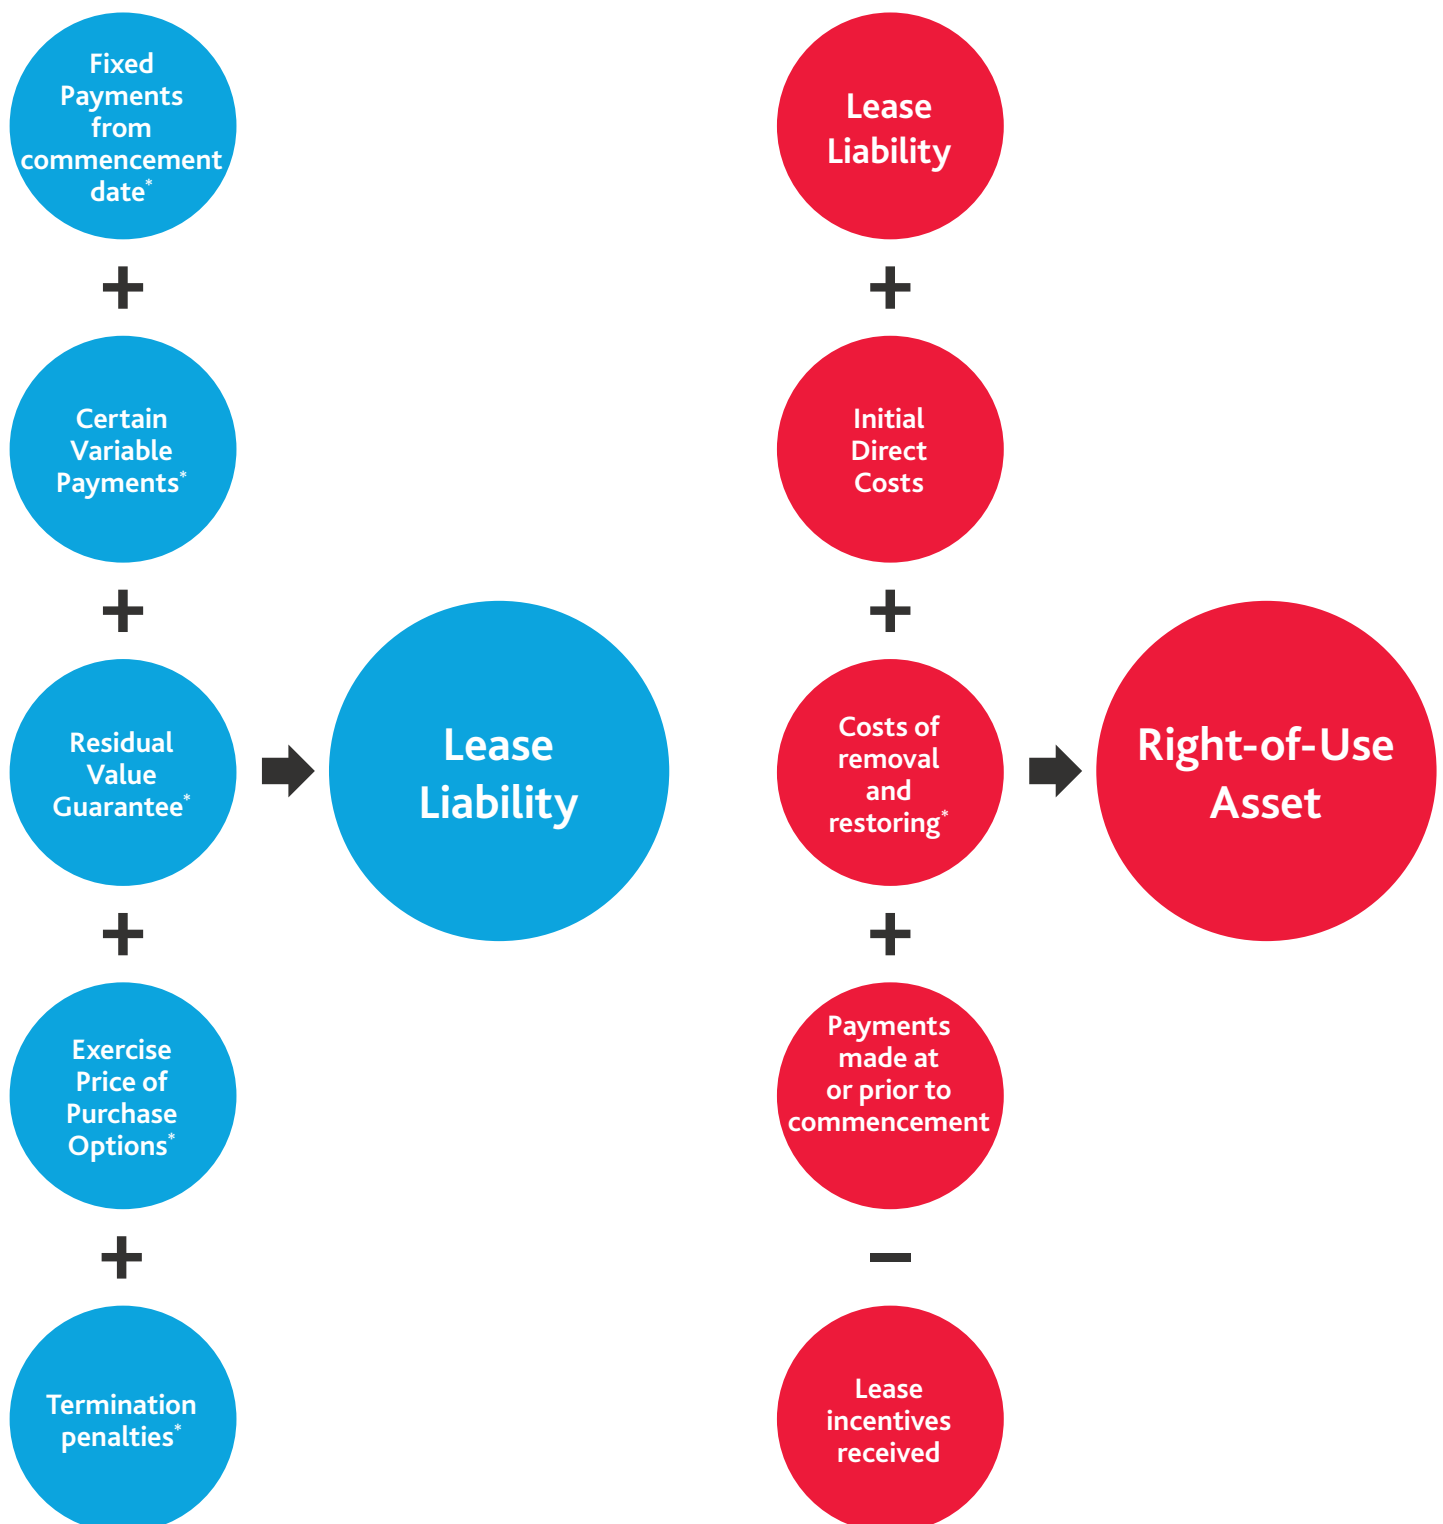 Fixed
Payments
from
commencement
date*
+
Certain
Variable
Payments*
+
Residual
Value
Guarantee*
+
Exercise
Price of
Purchase
Options*
+
Termination
penalties*
Lease
Liability
Lease
Liability
+
Initial
Direct
Costs
+
Costs of
removal
and
restoring*
+
Payments
made at
or prior to
commencement
−
Lease
incentives
received
Right-of-Use
Asset